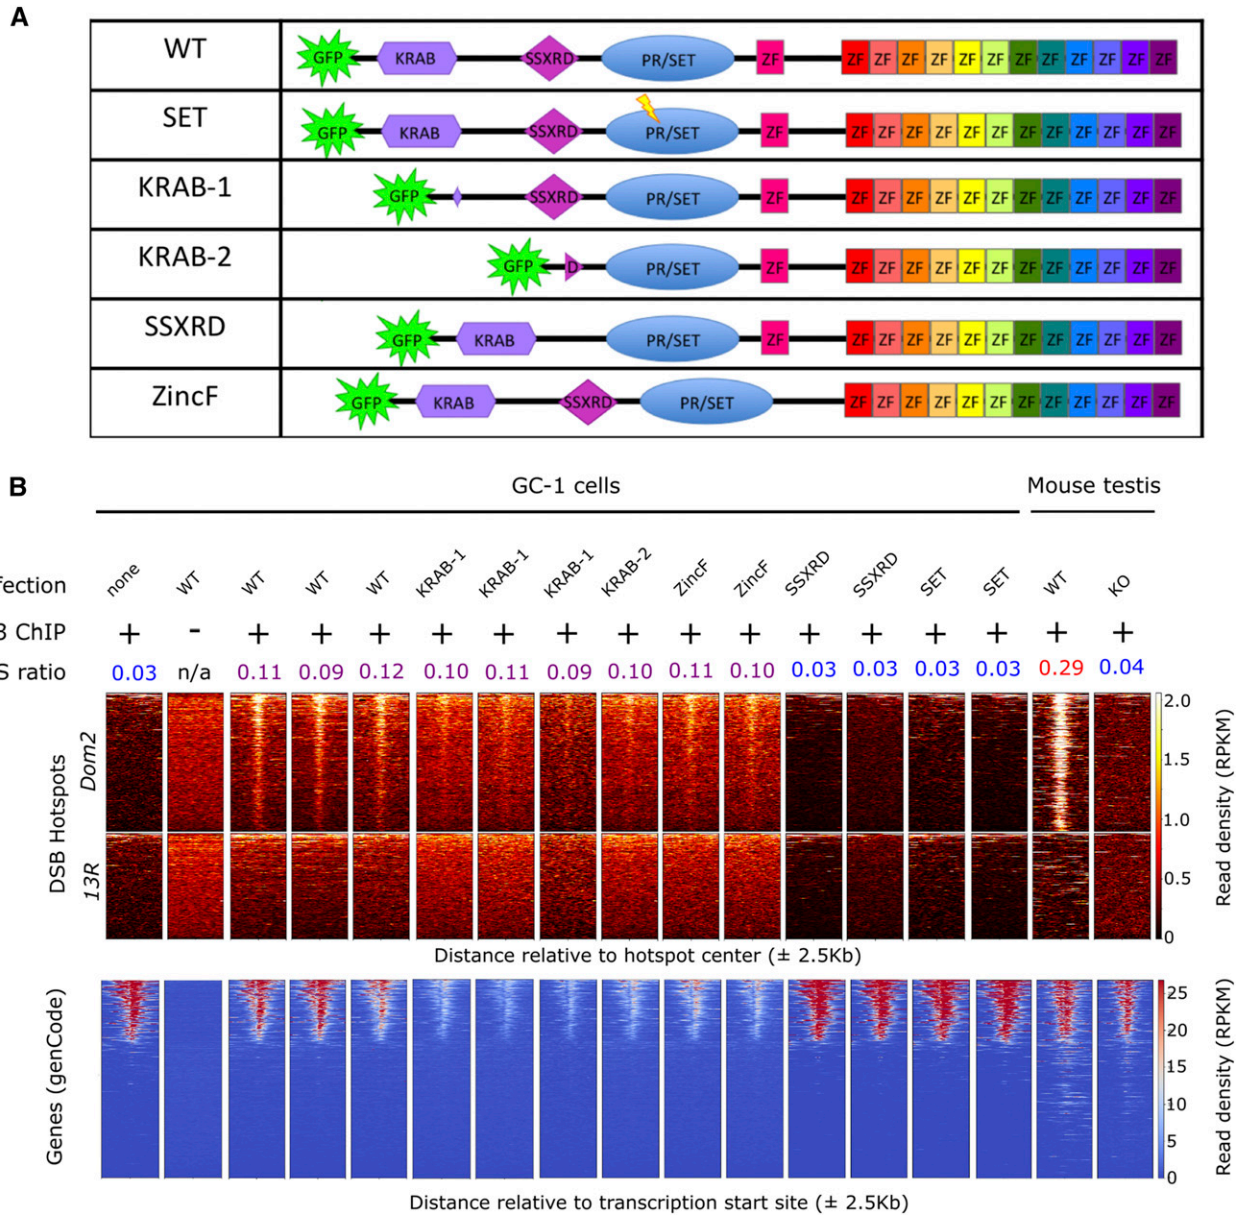 A
WT GFP KRAB SSXRD PR/SET ZF ZF ZF ZF ZF ZF ZF ZF ZF ZF ZF ZF ZF
SET GFP KRAB SSXRD PR/SET ZF ZF ZF ZF ZF ZF ZF ZF ZF ZF ZF ZF ZF
KRAB-1 GFP SSXRD PR/SET ZF ZF ZF ZF ZF ZF ZF ZF ZF ZF ZF ZF ZF
KRAB-2 GFP D PR/SET ZF ZF ZF ZF ZF ZF ZF ZF ZF ZF ZF ZF ZF
SSXRD GFP KRAB PR/SET ZF ZF ZF ZF ZF ZF ZF ZF ZF ZF ZF ZF ZF
ZincF GFP KRAB SSXRD PR/SET ZF ZF ZF ZF ZF ZF ZF ZF ZF ZF ZF ZF
B
GC-1 cells Mouse testis
fection none WT WT WT WT KRAB-1 KRAB-1 KRAB-1 KRAB-2 ZincF ZincF SSXRD SSXRD SET SET WT KO
3 ChIP + - + + + + + + + + + + + + + + +
S ratio 0.03 n/a 0.11 0.09 0.12 0.10 0.11 0.09 0.10 0.11 0.10 0.03 0.03 0.03 0.03 0.29 0.04
DSB Hotspots
Dom2
13R
2.0
1.5
1.0
0.5
0
Read density (RPKM)
Distance relative to hotspot center (± 2.5Kb)
Genes (genCode)
25
20
15
10
5
0
Read density (RPKM)
Distance relative to transcription start site (± 2.5Kb)